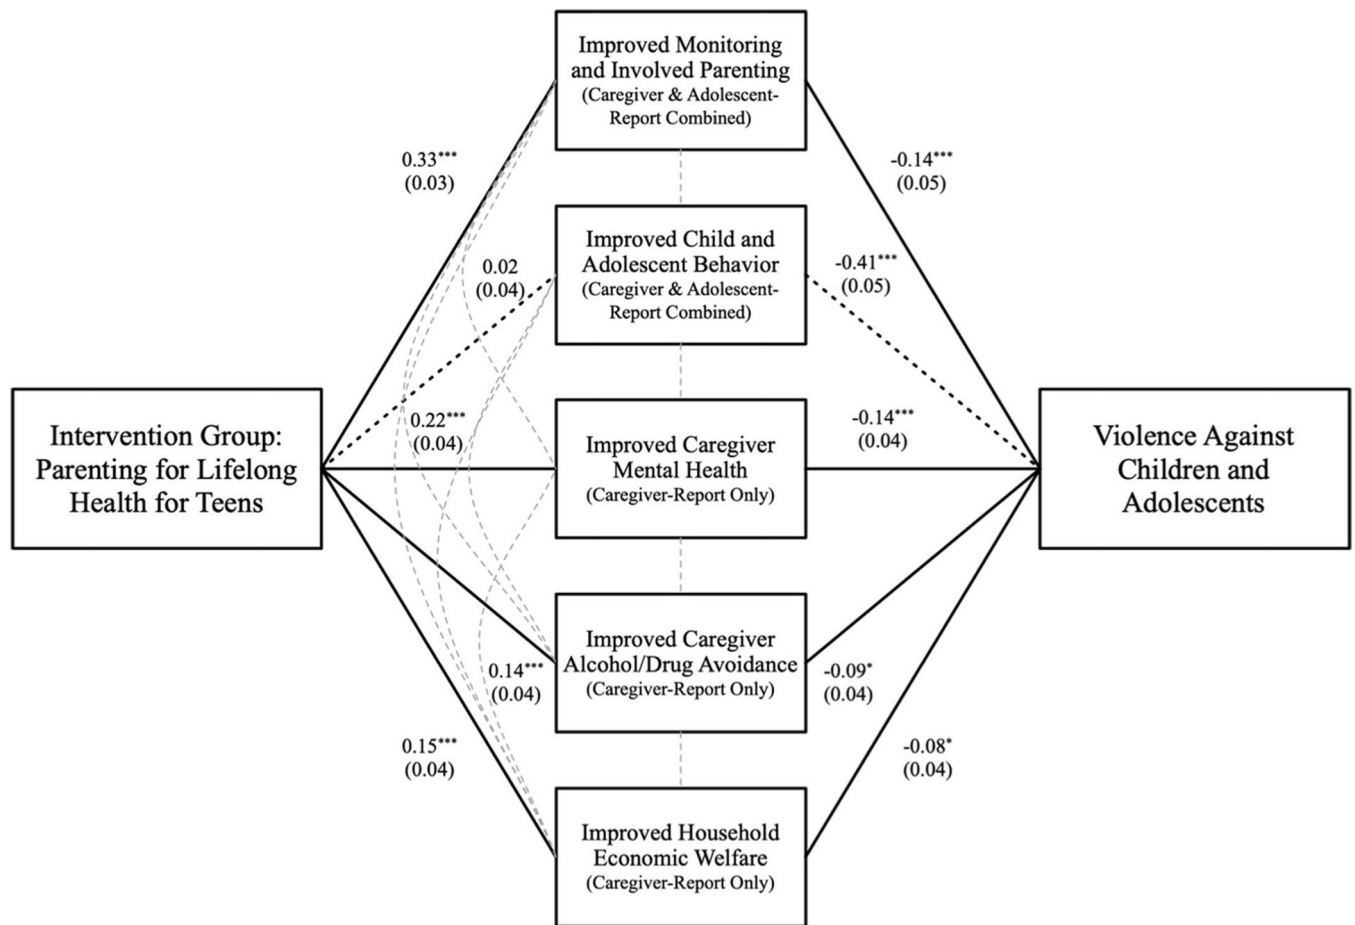 Improved Monitoring
and Involved Parenting
(Caregiver & Adolescent-
Report Combined)
0.33***
(0.03)
-0.14***
(0.05)
Improved Child and
Adolescent Behavior
(Caregiver & Adolescent-
Report Combined)
0.02
(0.04)
-0.41***
(0.05)
Intervention Group:
Parenting for Lifelong
Health for Teens
0.22***
(0.04)
Improved Caregiver
Mental Health
(Caregiver-Report Only)
-0.14***
(0.04)
Violence Against
Children and
Adolescents
Improved Caregiver
Alcohol/Drug Avoidance
(Caregiver-Report Only)
0.14***
(0.04)
-0.09*
(0.04)
0.15***
(0.04)
-0.08*
(0.04)
Improved Household
Economic Welfare
(Caregiver-Report Only)